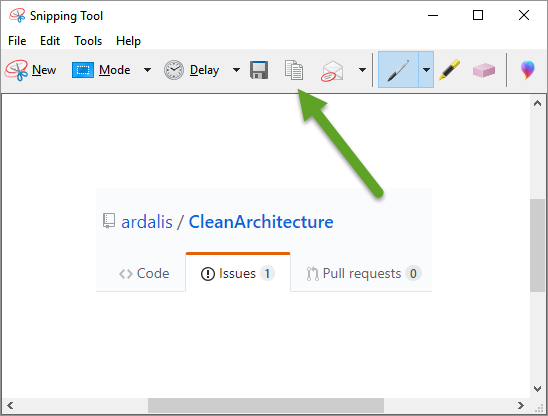 Snipping Tool
File Edit Tools Help
New Mode Delay
ardalis / CleanArchitecture
Code Issues 1 Pull requests 0